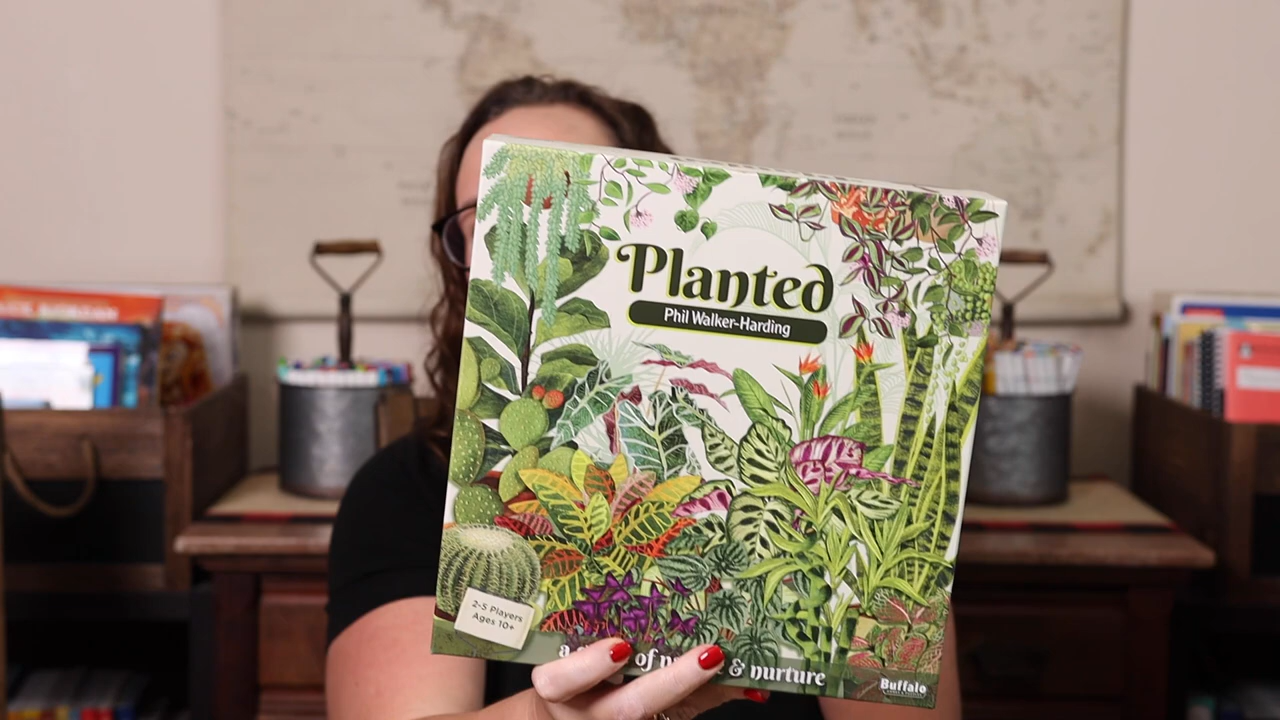 Planted
Phil Walker-Harding
2-5 Players
Ages 10+
a of & nurture
Buffalo